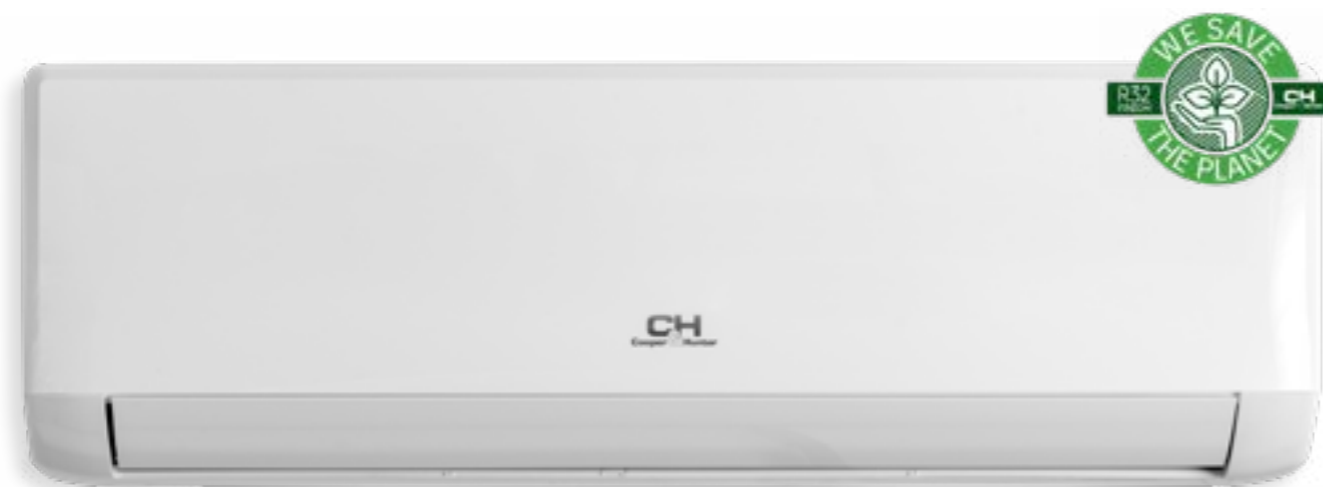 WE SAVE
R32
CH
THE PLANET
CH
Cooper & Hunter